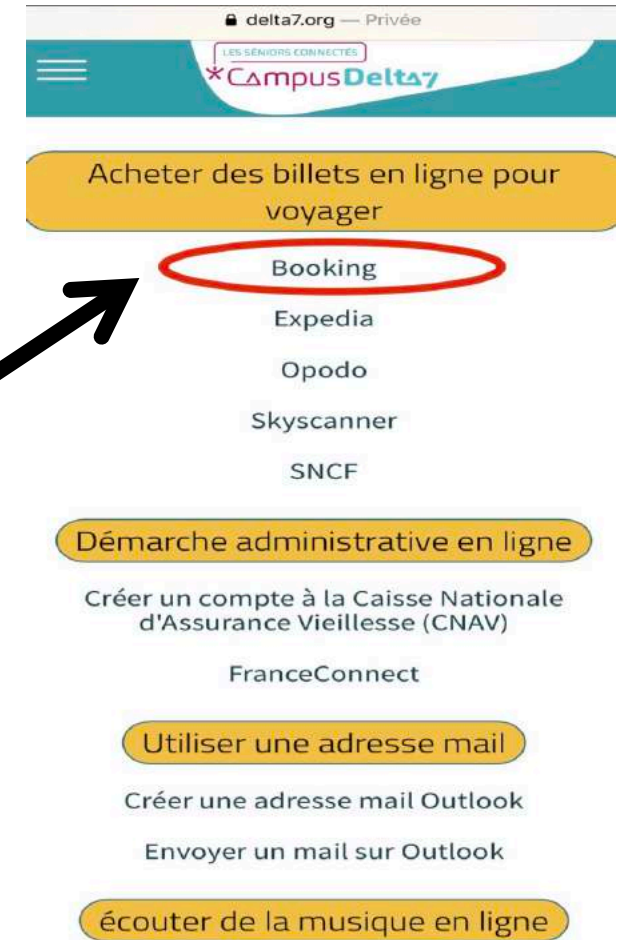 delta7.org — Privée
LES SÉNIORS CONNECTÉS
*CAmpusDelta7
Acheter des billets en ligne pour
voyager
Booking
Expedia
Opodo
Skyscanner
SNCF
Démarche administrative en ligne
Créer un compte à la Caisse Nationale
d'Assurance Vieillesse (CNAV)
FranceConnect
Utiliser une adresse mail
Créer une adresse mail Outlook
Envoyer un mail sur Outlook
écouter de la musique en ligne